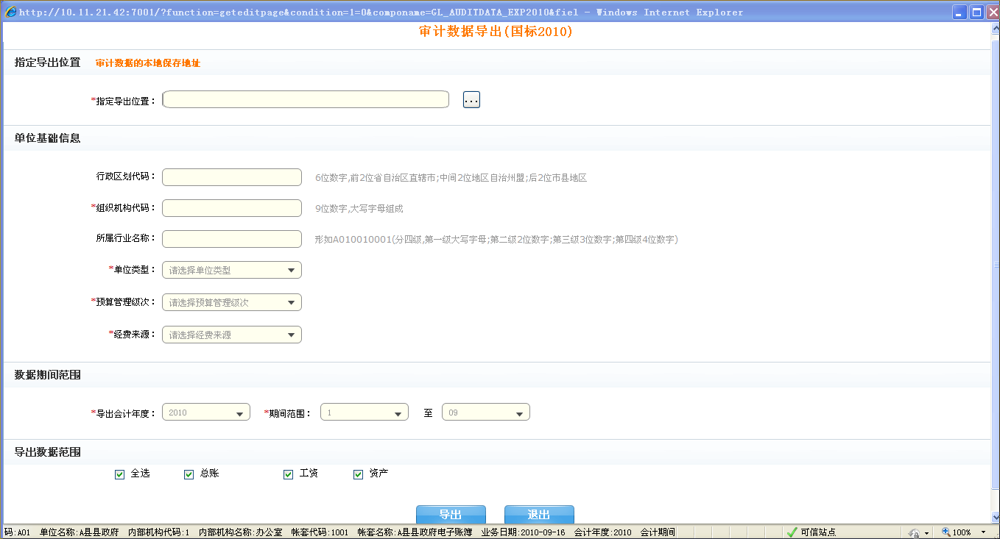 http://10.11.21.42:7001/?function=geteditpage&condition=1=0&componame=GL_AUDITDATA_EXP2010&fiel - Windows Internet Explorer
审计数据导出(国标2010)
指定导出位置 审计数据的本地保存地址
*指定导出位置： ...
单位基础信息
行政区划代码： 6位数字,前2位省自治区直辖市;中间2位地区自治州盟;后2位市县地区
*组织机构代码： 9位数字,大写字母组成
所属行业名称： 形如A010010001(分四级,第一级大写字母;第二级2位数字;第三级3位数字;第四级4位数字)
*单位类型： 请选择单位类型
*预算管理级次： 请选择预算管理级次
*经费来源： 请选择经费来源
数据期间范围
*导出会计年度： 2010 *期间范围： 1 至 09
导出数据范围
全选 总账 工资 资产
导出 退出
码:A01 单位名称:A县县政府 内部机构代码:1 内部机构名称:办公室 帐套代码:1001 帐套名称:A县县政府电子账簿 业务日期:2010-09-16 会计年度:2010 会计期间 可信站点 100%